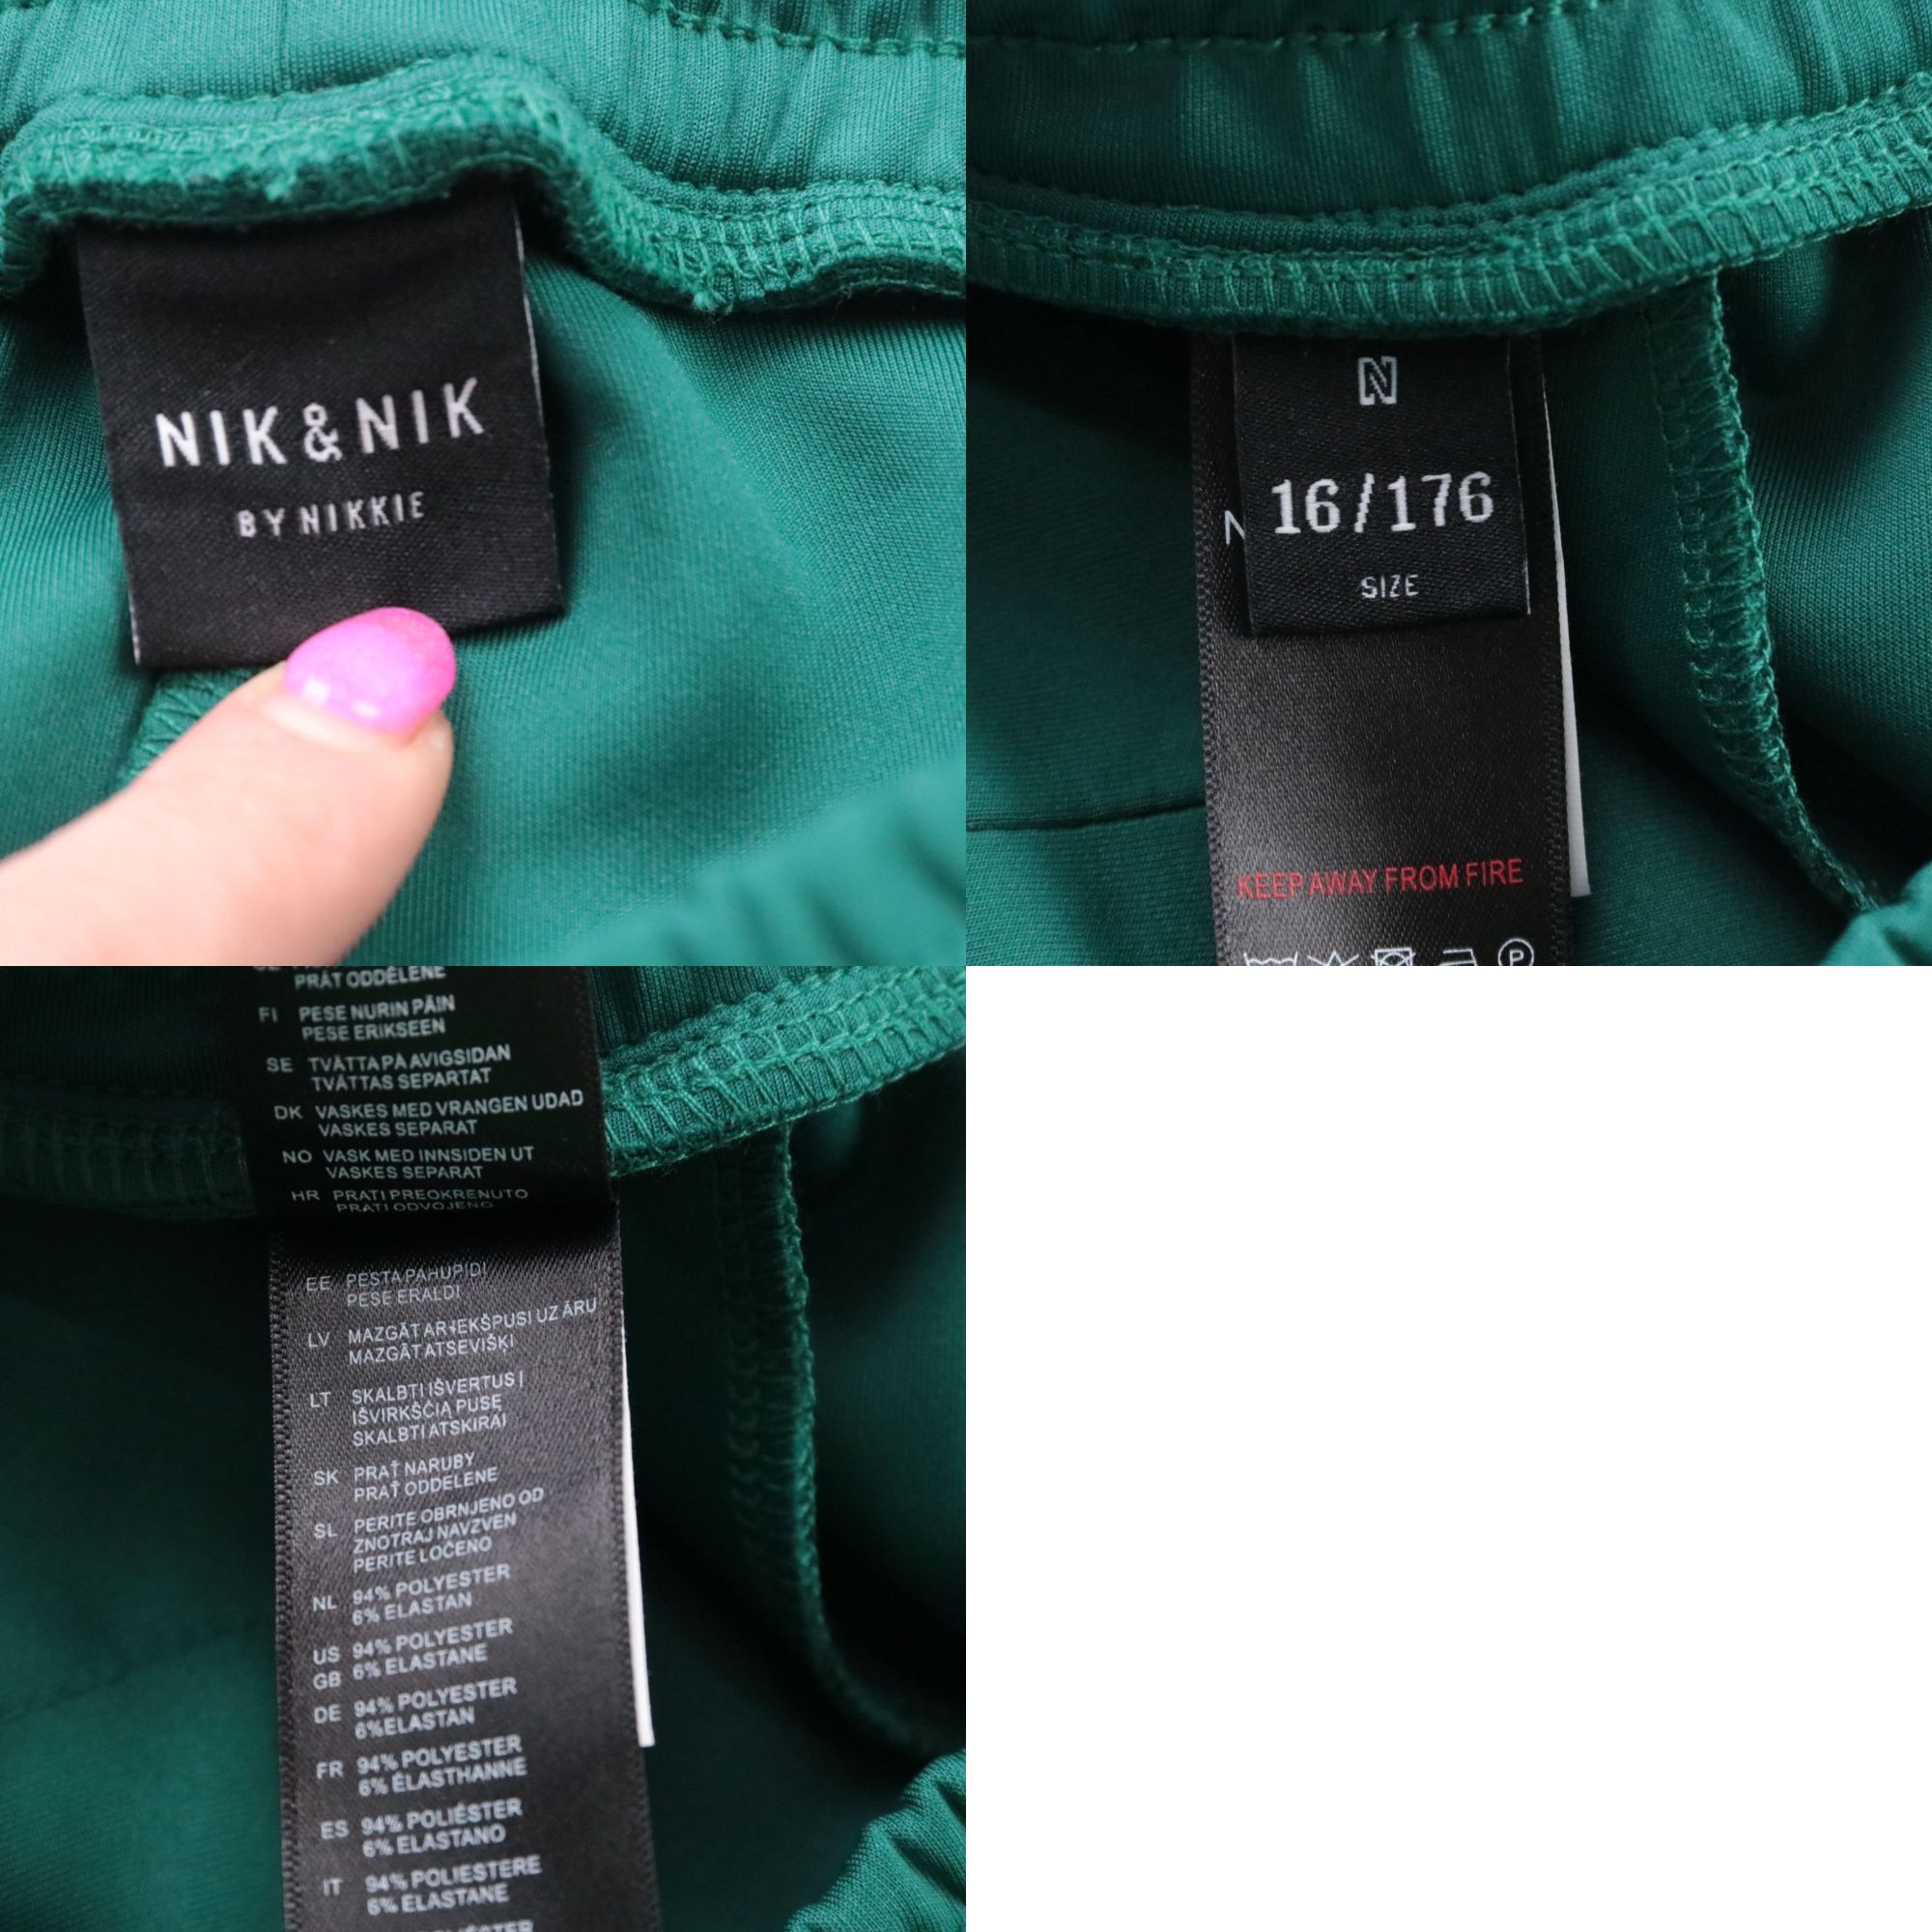 NIK&NIK
BY NIKKIE
N
16/176
SIZE
N
KEEP AWAY FROM FIRE
P
PRAT ODDĚLENĚ
FI PESE NURIN PÄIN
PESE ERIKSEEN
SE TVÄTTA PÅ AVIGSIDAN
TVÄTTAS SEPARTAT
DK VASKES MED VRANGEN UDAD
VASKES SEPARAT
NO VASK MED INNSIDEN UT
VASKES SEPARAT
HR PRATI PREOKRENUTO
PRATI ODVOJENO
EE PESTA PAHUPIDI
PESE ERALDI
LV MAZGĀT AR IEKŠPUSI UZ ĀRU
MAZGĀT ATSEVIŠĶI
LT SKALBTI IŠVERTUS Į
IŠVIRKŠČIĄ PUSĘ
SKALBTI ATSKIRAI
SK PRAŤ NARUBY
PRAŤ ODDELENE
SL PERITE OBRNJENO OD
ZNOTRAJ NAVZVEN
PERITE LOČENO
NL 94% POLYESTER
6% ELASTAN
US 94% POLYESTER
GB 6% ELASTANE
DE 94% POLYESTER
6% ELASTAN
FR 94% POLYESTER
6% ÉLASTHANNE
ES 94% POLIÉSTER
6% ELASTANO
IT 94% POLIESTERE
6% ELASTANE